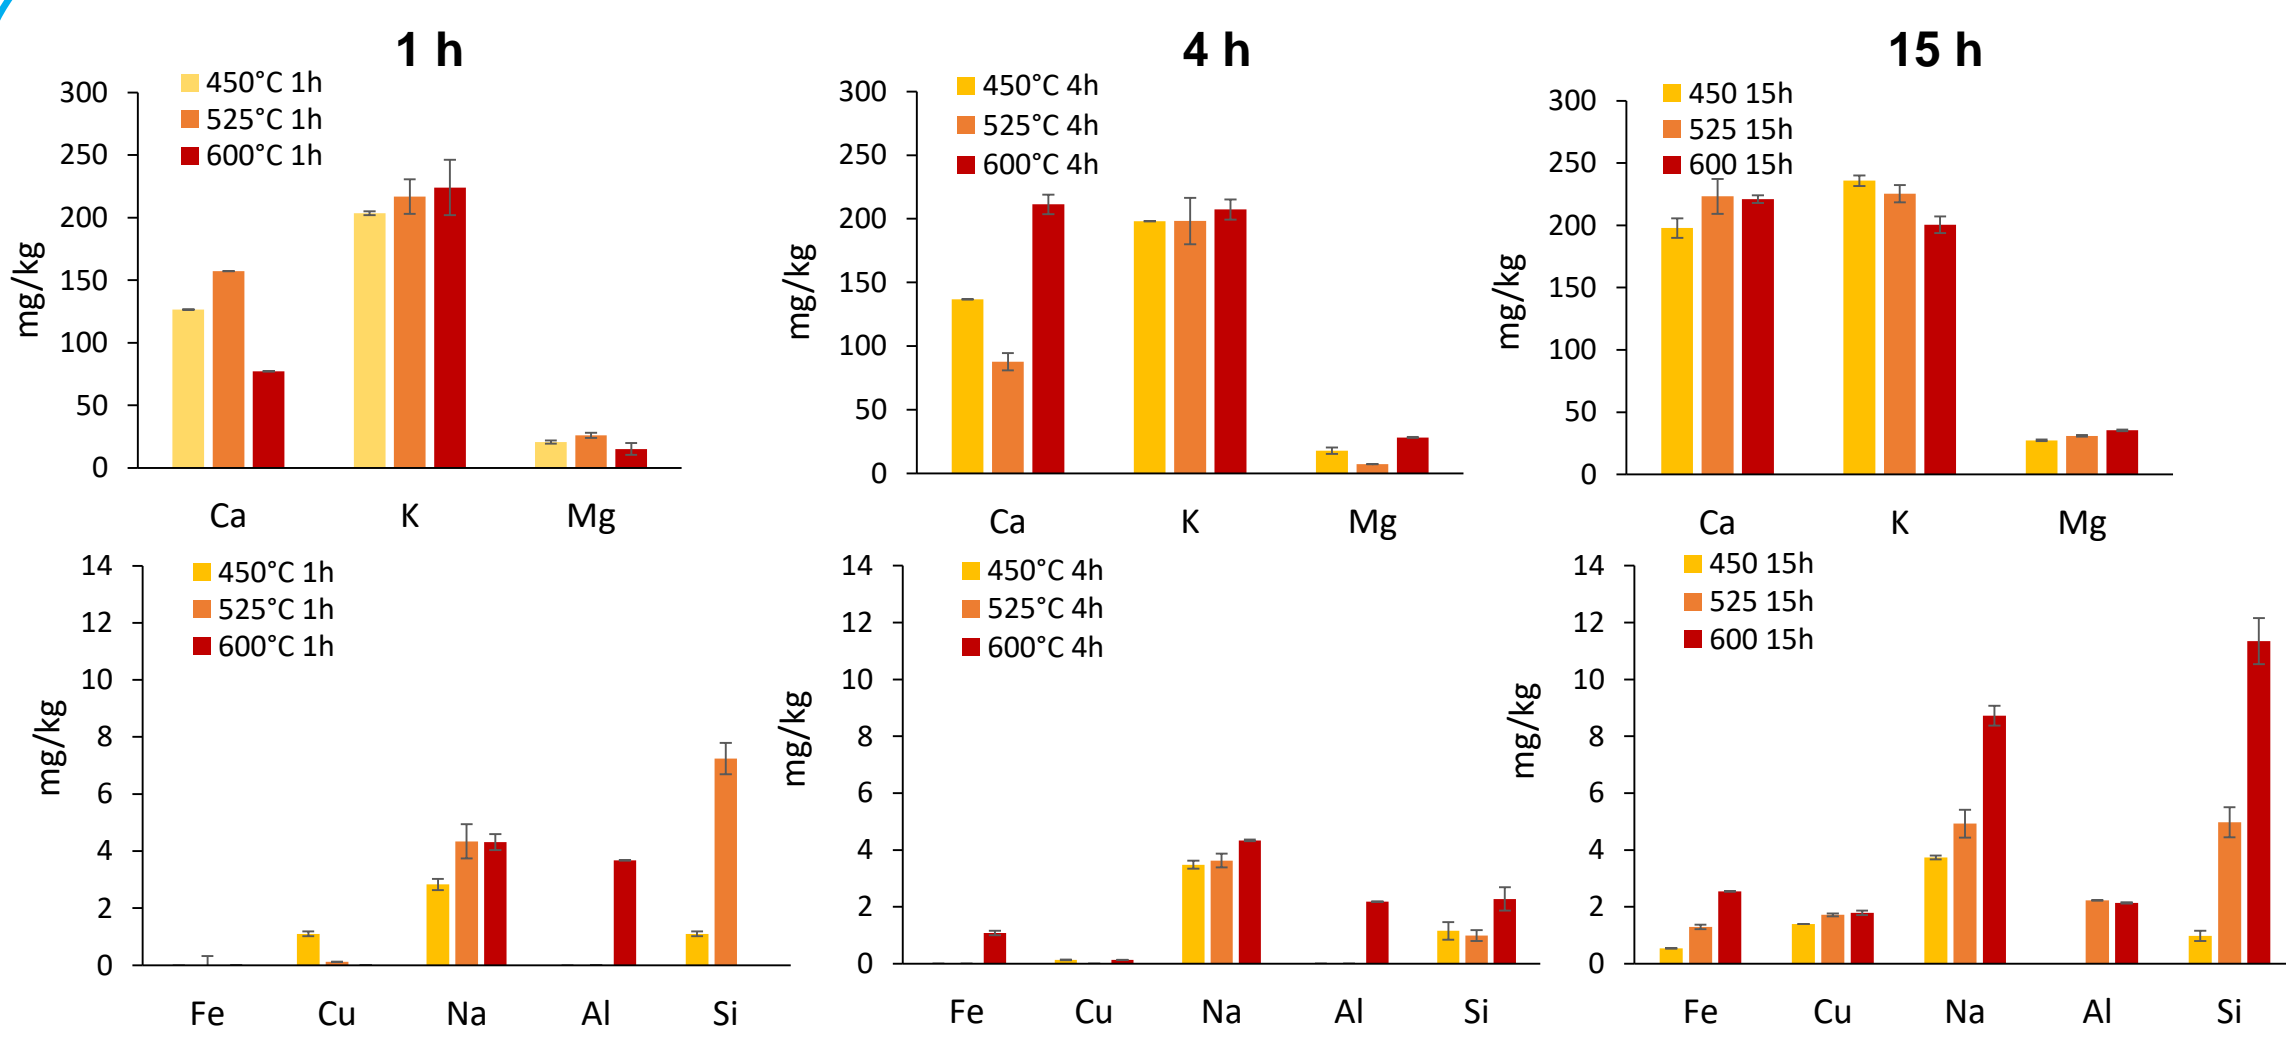 1 h
450°C 1h
525°C 1h
600°C 1h
300
250
200
150
100
50
0
mg/kg
Ca K Mg
4 h
450°C 4h
525°C 4h
600°C 4h
300
250
200
150
100
50
0
mg/kg
Ca K Mg
15 h
450 15h
525 15h
600 15h
300
250
200
150
100
50
0
mg/kg
Ca K Mg
450°C 1h
525°C 1h
600°C 1h
14
12
10
8
6
4
2
0
mg/kg
Fe Cu Na Al Si
450°C 4h
525°C 4h
600°C 4h
14
12
10
8
6
4
2
0
mg/kg
Fe Cu Na Al Si
450 15h
525 15h
600 15h
14
12
10
8
6
4
2
0
mg/kg
Fe Cu Na Al Si